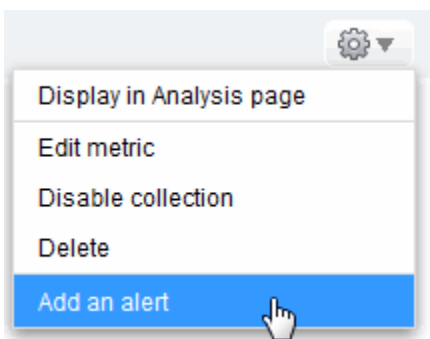 Display in Analysis page
Edit metric
Disable collection
Delete
Add an alert